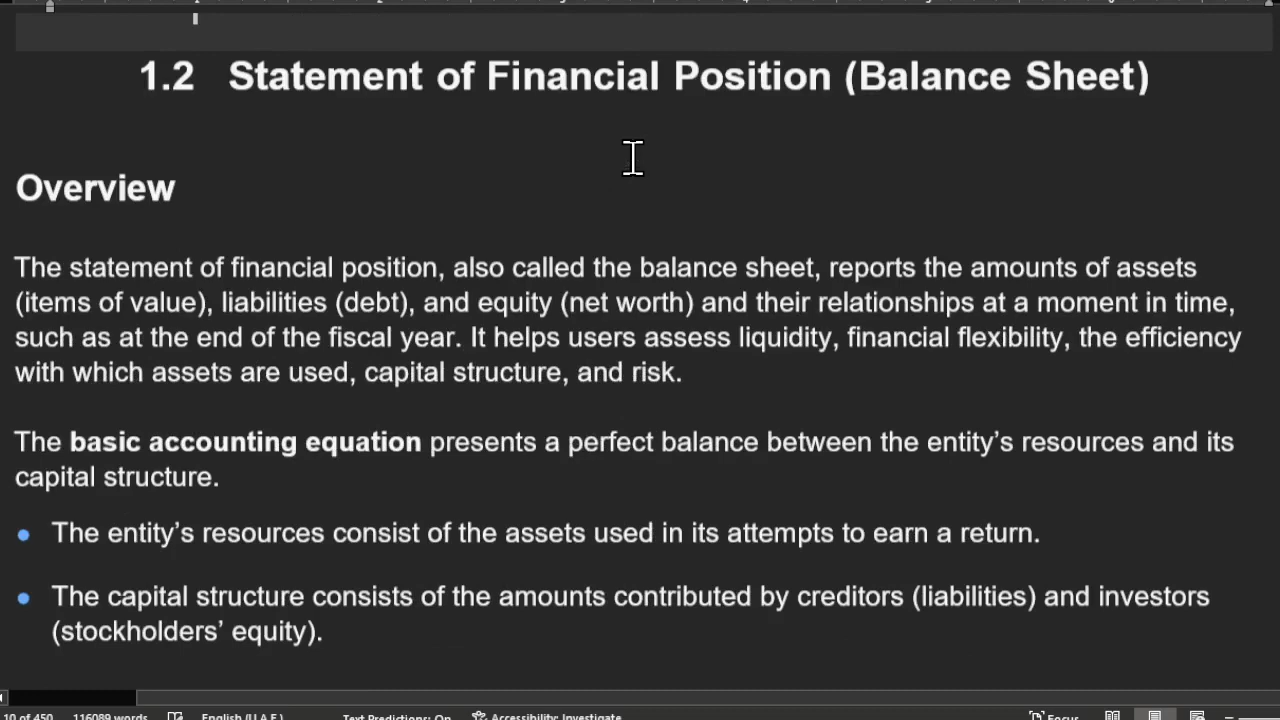 1.2 Statement of Financial Position (Balance Sheet)
Overview
The statement of financial position, also called the balance sheet, reports the amounts of assets
(items of value), liabilities (debt), and equity (net worth) and their relationships at a moment in time,
such as at the end of the fiscal year. It helps users assess liquidity, financial flexibility, the efficiency
with which assets are used, capital structure, and risk.
The basic accounting equation presents a perfect balance between the entity’s resources and its
capital structure.
• The entity’s resources consist of the assets used in its attempts to earn a return.
• The capital structure consists of the amounts contributed by creditors (liabilities) and investors
(stockholders’ equity).
10 of 450 116089 words English (U.A.E.) Text Predictions: On Accessibility: Investigate Focus